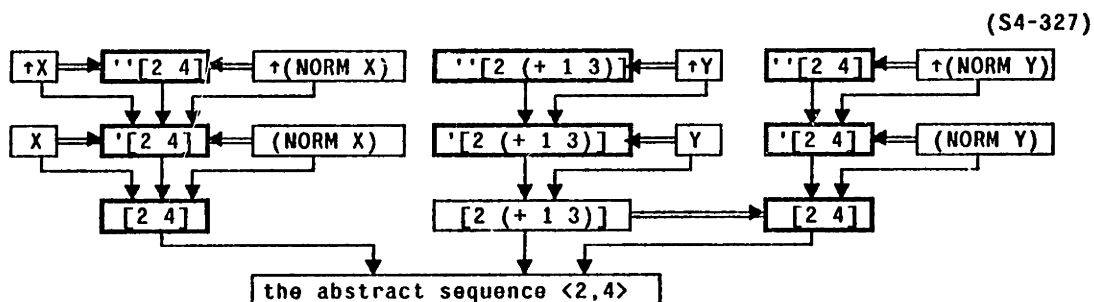 (S4-327)
↑X ''[2 4] ↑(NORM X) ''[2 (+ 1 3)] ↑Y ''[2 4] ↑(NORM Y)
X '[2 4] (NORM X) '[2 (+ 1 3)] Y '[2 4] (NORM Y)
[2 4] [2 (+ 1 3)] [2 4]
the abstract sequence <2,4>